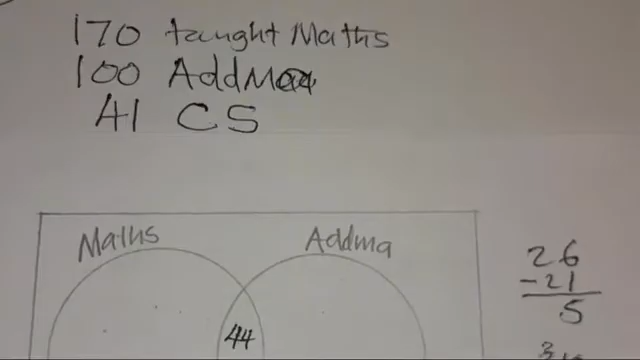 170 taught Maths
100 AddMa
41 CS
Maths
Addma
44
26
-21
5